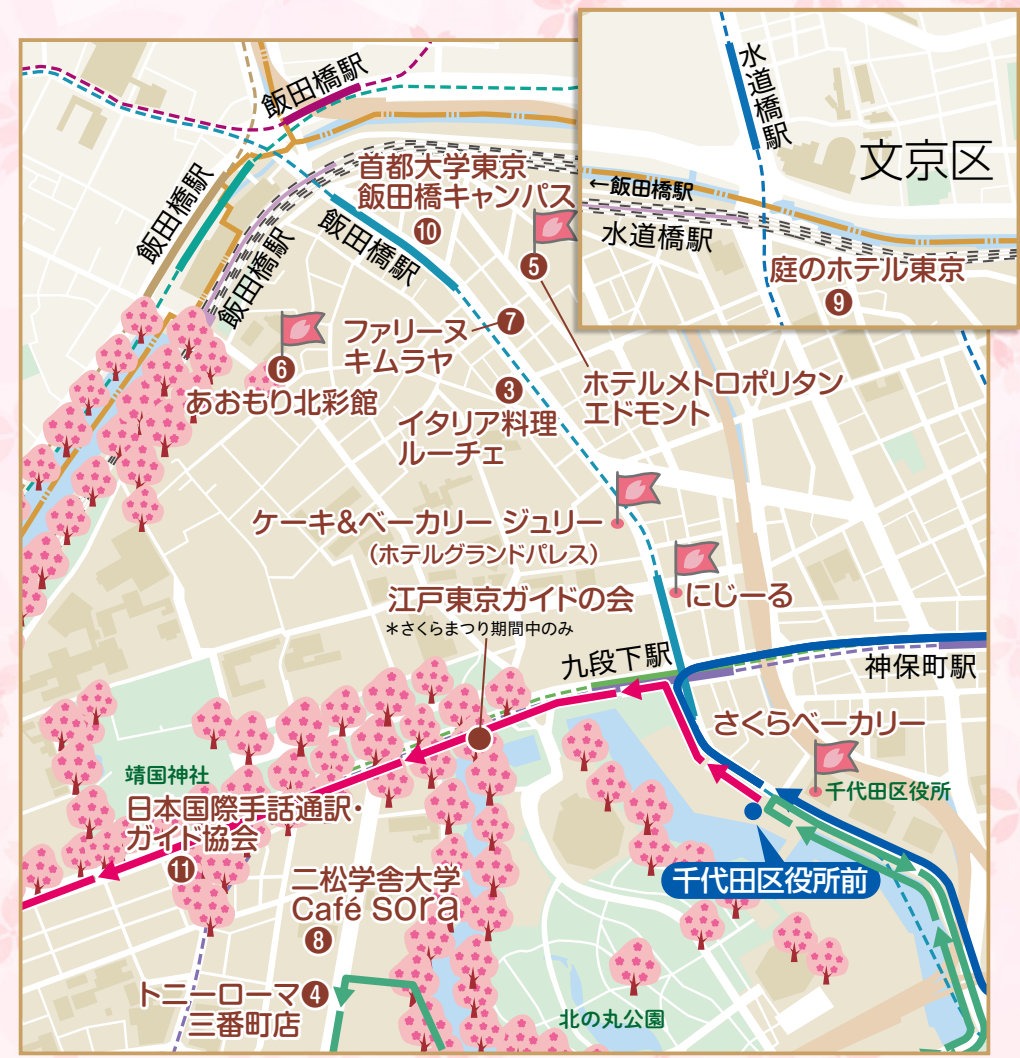 水道橋駅
文京区
←飯田橋駅
水道橋駅
庭のホテル東京
❾
飯田橋駅
飯田橋駅
飯田橋駅
首都大学東京
飯田橋キャンパス
❿
飯田橋駅
❺
ホテルメトロポリタン
エドモント
❻
あおもり北彩館
ファリーヌ
キムラヤ
❼
❸
イタリア料理
ルーチェ
ケーキ&ベーカリー ジュリー
(ホテルグランドパレス)
にじーる
江戸東京ガイドの会
*さくらまつり期間中のみ
九段下駅
神保町駅
さくらベーカリー
千代田区役所
千代田区役所前
靖国神社
日本国際手話通訳・
ガイド協会
⓫
二松学舎大学
Café SOra
❽
トニーローマ❹
三番町店
北の丸公園